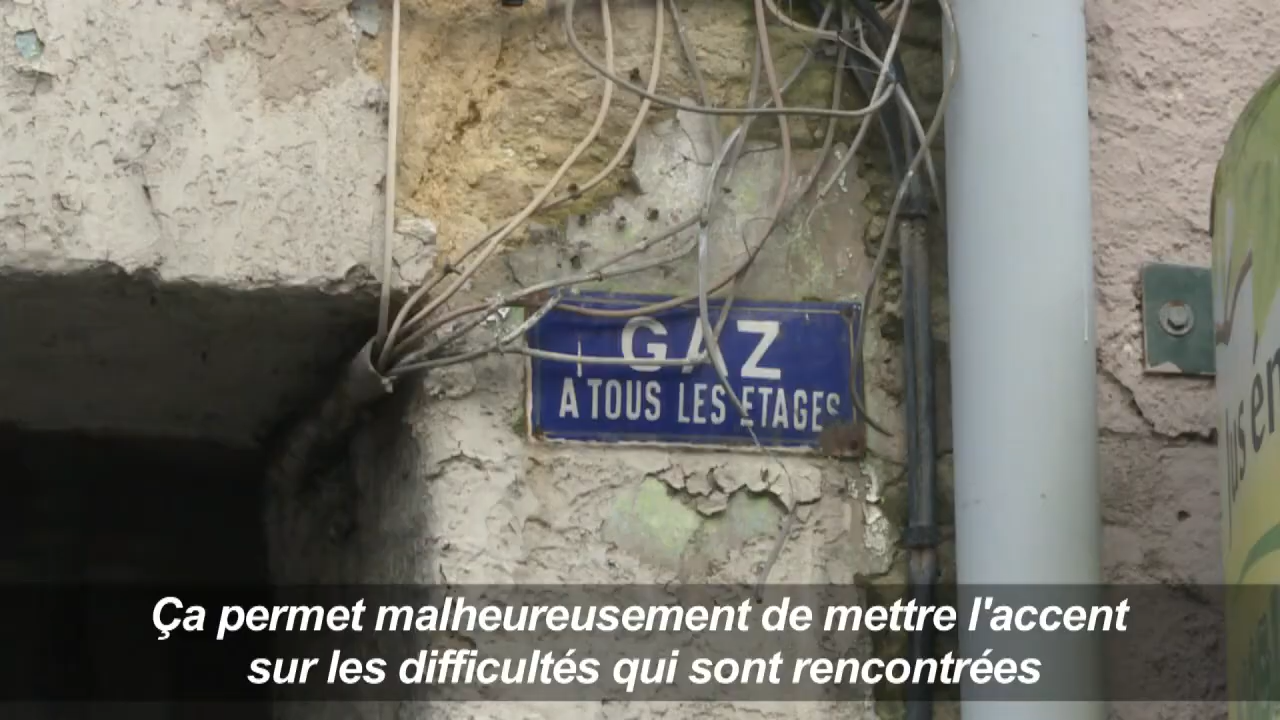 GAZ
A TOUS LES ETAGES
Ça permet malheureusement de mettre l'accent
sur les difficultés qui sont rencontrées